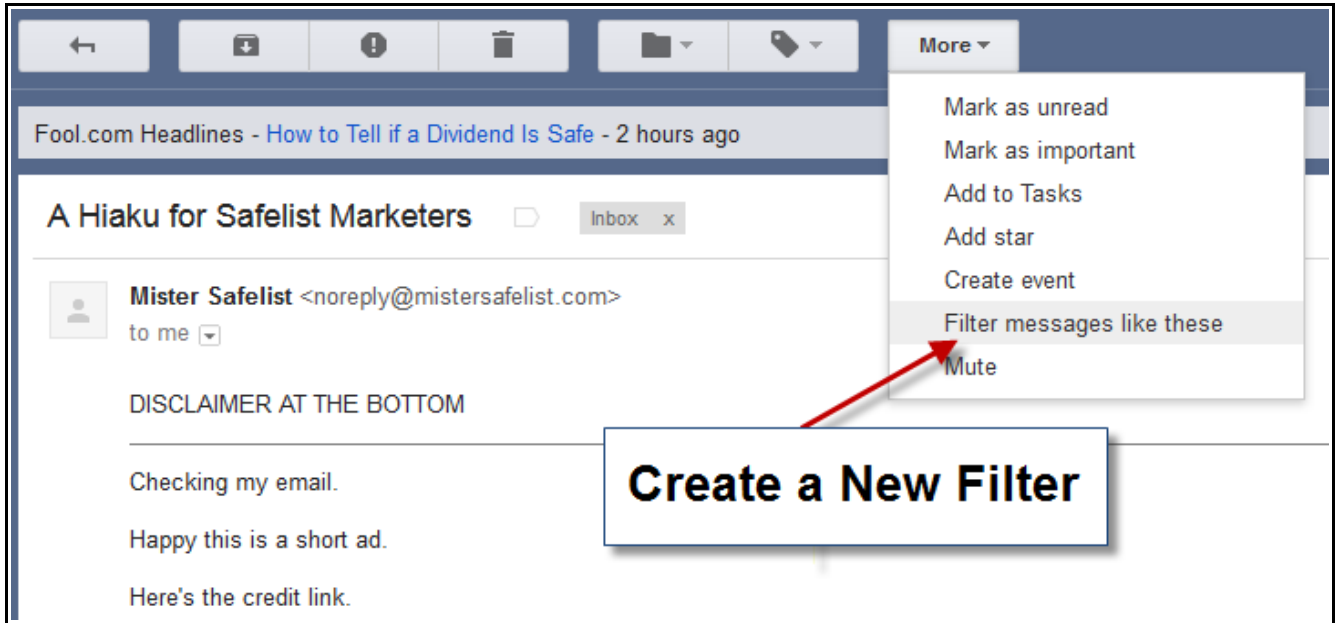 More
Fool.com Headlines - How to Tell if a Dividend Is Safe - 2 hours ago
Mark as unread
Mark as important
Add to Tasks
Add star
Create event
Filter messages like these
Mute
A Hiaku for Safelist Marketers
Inbox x
Mister Safelist <noreply@mistersafelist.com>
to me
DISCLAIMER AT THE BOTTOM
Create a New Filter
Checking my email.
Happy this is a short ad.
Here's the credit link.